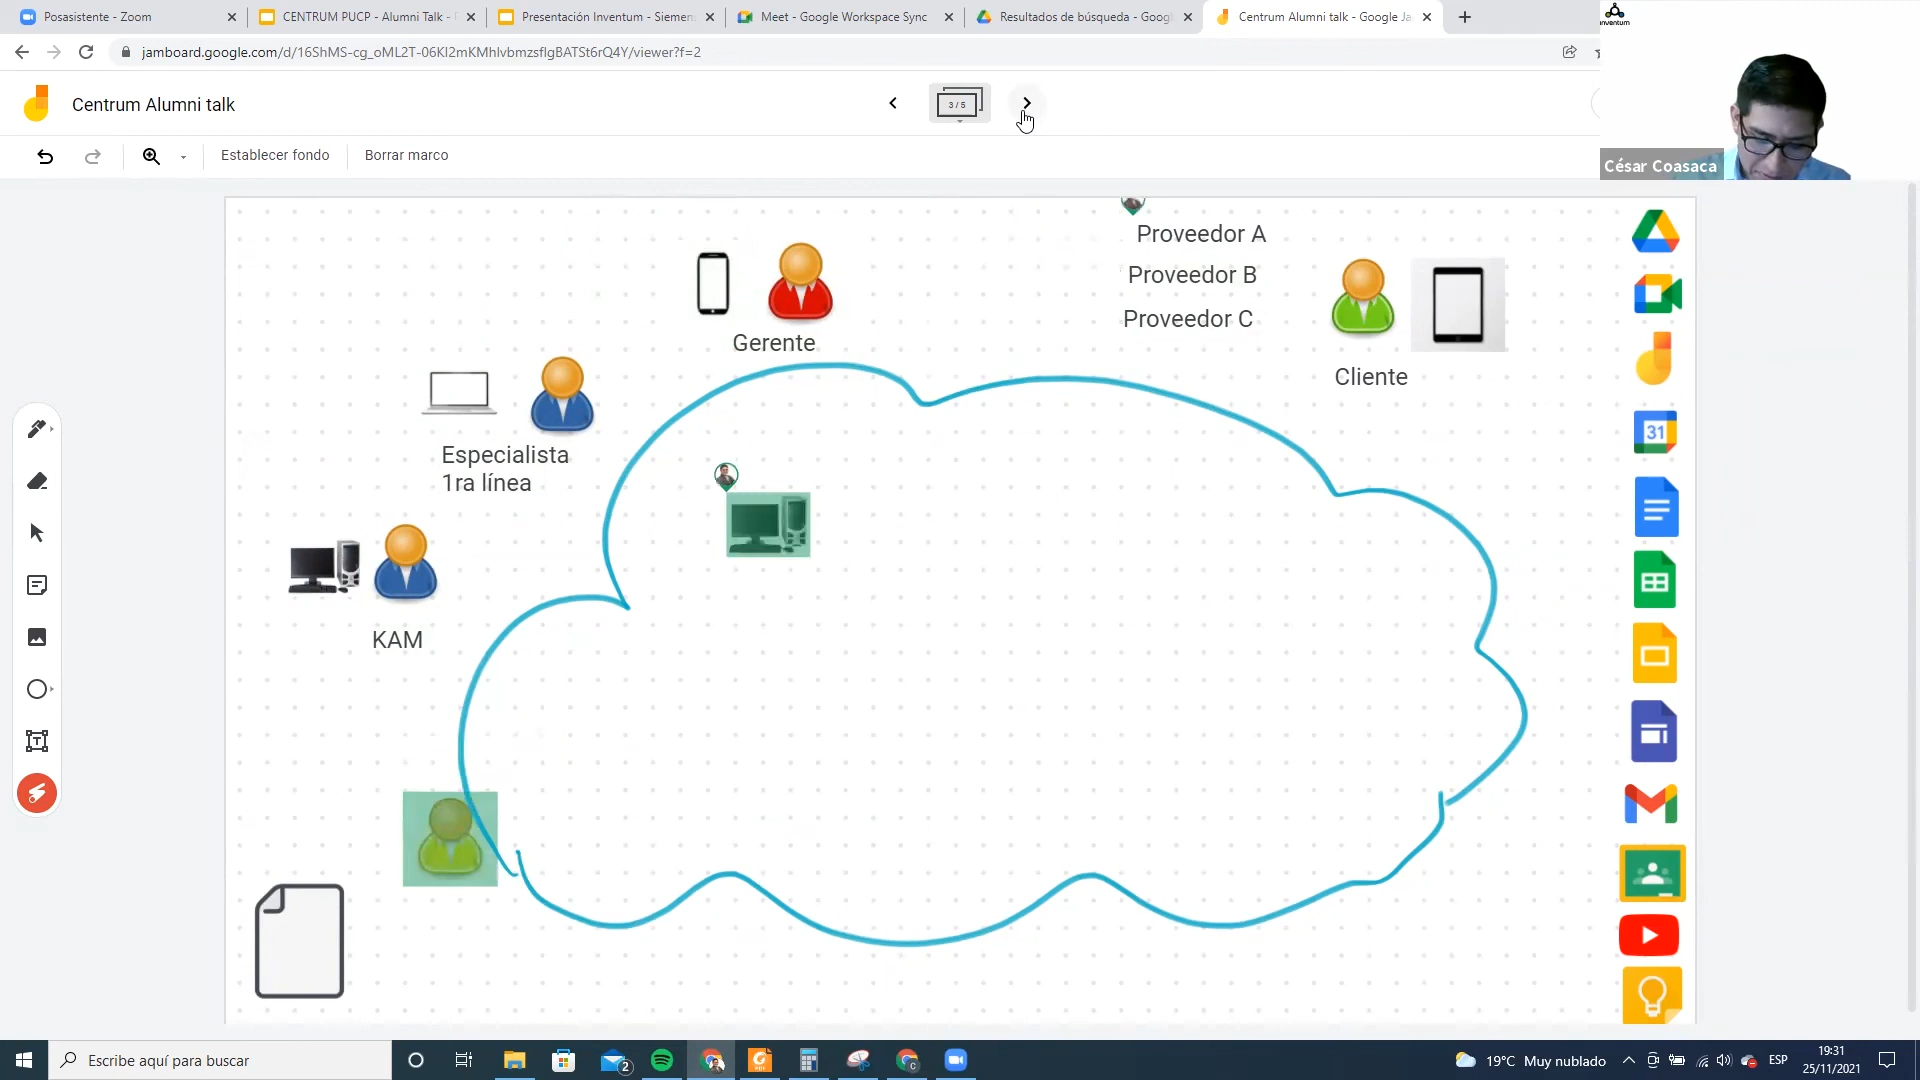 Posasistente - Zoom
CENTRUM PUCP - Alumni Talk -
Presentación Inventum - Siemen
Meet - Google Workspace Sync
Resultados de búsqueda - Goog
Centrum Alumni talk - Google Ja
jamboard.google.com/d/16ShMS-cg_oML2T-06KI2mKMhlvbmzsflgBATSt6rQ4Y/viewer?f=2
Centrum Alumni talk
3 / 5
Establecer fondo
Borrar marco
César Coasaca
Proveedor A
Proveedor B
Proveedor C
Gerente
Cliente
Especialista
1ra línea
KAM
31
Escribe aquí para buscar
2
19°C Muy nublado
ESP
19:31
25/11/2021